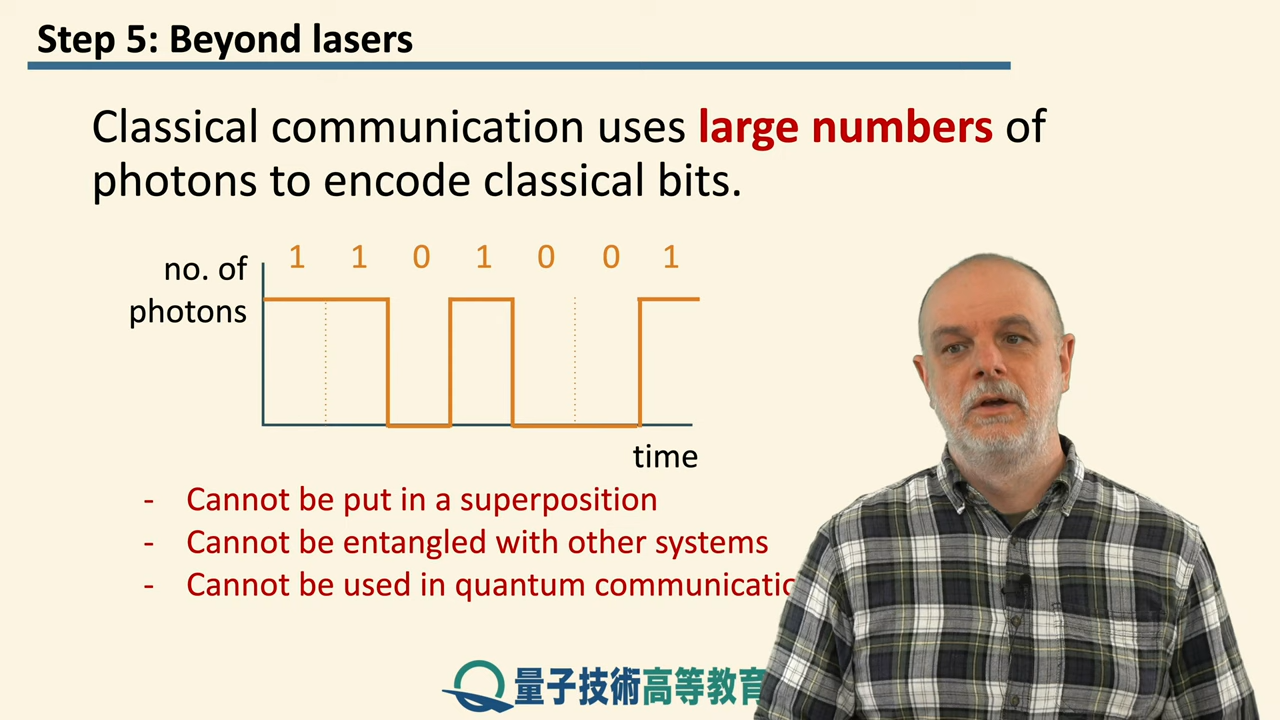 Step 5: Beyond lasers
Classical communication uses large numbers of
photons to encode classical bits.
1 1 0 1 0 0 1
no. of
photons
time
- Cannot be put in a superposition
- Cannot be entangled with other systems
- Cannot be used in quantum
量子技術高等教育